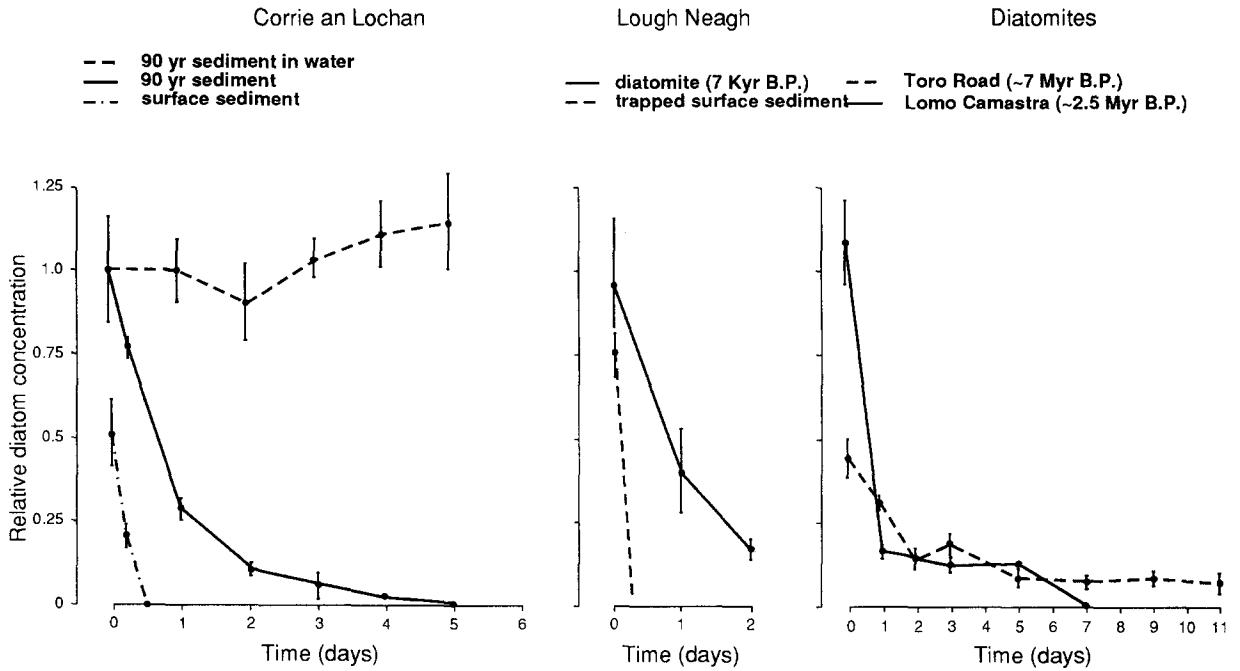 Corrie an Lochan
Lough Neagh
Diatomites
90 yr sediment in water
90 yr sediment
surface sediment
diatomite (7 Kyr B.P.)
trapped surface sediment
Toro Road (~7 Myr B.P.)
Lomo Camastra (~2.5 Myr B.P.)
Relative diatom concentration
1.25
1.0
0.75
0.5
0.25
0
0 1 2 3 4 5 6
Time (days)
0 1 2
Time (days)
0 1 2 3 4 5 6 7 8 9 10 11
Time (days)